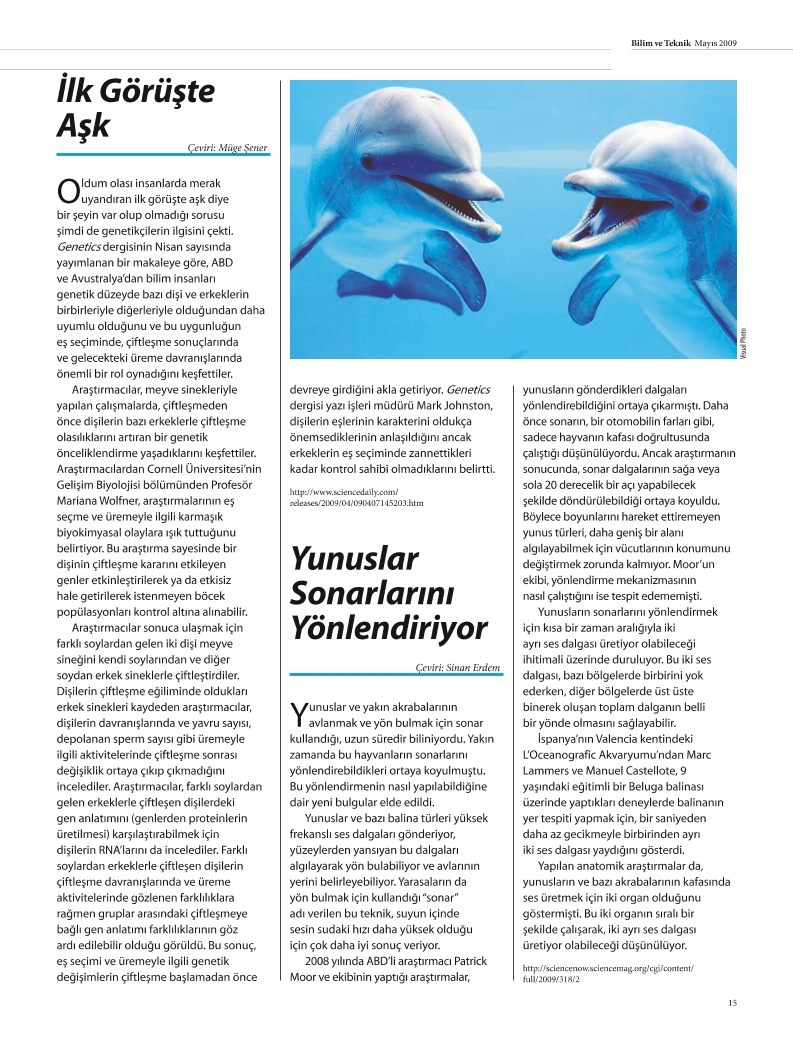 Bilim ve Teknik Mayıs 2009
İlk Görüşte
Aşk
Çeviri: Müge Şener
Oldum olası insanlarda merak
uyandıran ilk görüşte aşk diye
bir şeyin var olup olmadığı sorusu
şimdi de genetikçilerin ilgisini çekti.
Genetics dergisinin Nisan sayısında
yayımlanan bir makaleye göre, ABD
ve Avustralya’dan bilim insanları
genetik düzeyde bazı dişi ve erkeklerin
birbirleriyle diğerleriyle olduğundan daha
uyumlu olduğunu ve bu uygunluğun
eş seçiminde, çiftleşme sonuçlarında
ve gelecekteki üreme davranışlarında
önemli bir rol oynadığını keşfettiler.
Araştırmacılar, meyve sinekleriyle
yapılan çalışmalarda, çiftleşmeden
önce dişilerin bazı erkeklerle çiftleşme
olasılıklarını artıran bir genetik
önceliklendirme yaşadıklarını keşfettiler.
Araştırmacılardan Cornell Üniversitesi’nin
Gelişim Biyolojisi bölümünden Profesör
Mariana Wolfner, araştırmalarının eş
seçme ve üremeyle ilgili karmaşık
biyokimyasal olaylara ışık tuttuğunu
belirtiyor. Bu araştırma sayesinde bir
dişinin çiftleşme kararını etkileyen
genler etkinleştirilerek ya da etkisiz
hale getirilerek istenmeyen böcek
popülasyonları kontrol altına alınabilir.
Araştırmacılar sonuca ulaşmak için
farklı soylardan gelen iki dişi meyve
sineğini kendi soylarından ve diğer
soydan erkek sineklerle çiftleştirdiler.
Dişilerin çiftleşme eğiliminde oldukları
erkek sinekleri kaydeden araştırmacılar,
dişilerin davranışlarında ve yavru sayısı,
depolanan sperm sayısı gibi üremeyle
ilgili aktivitelerinde çiftleşme sonrası
değişiklik ortaya çıkıp çıkmadığını
incelediler. Araştırmacılar, farklı soylardan
gelen erkeklerle çiftleşen dişilerdeki
gen anlatımını (genlerden proteinlerin
üretilmesi) karşılaştırabilmek için
dişilerin RNA’larını da incelediler. Farklı
soylardan erkeklerle çiftleşen dişilerin
çiftleşme davranışlarında ve üreme
aktivitelerinde gözlenen farklılıklara
rağmen gruplar arasındaki çiftleşmeye
bağlı gen anlatımı farklılıklarının göz
ardı edilebilir olduğu görüldü. Bu sonuç,
eş seçimi ve üremeyle ilgili genetik
değişimlerin çiftleşme başlamadan önce
Visual Photo
devreye girdiğini akla getiriyor. Genetics
dergisi yazı işleri müdürü Mark Johnston,
dişilerin eşlerinin karakterini oldukça
önemsediklerinin anlaşıldığını ancak
erkeklerin eş seçiminde zannettikleri
kadar kontrol sahibi olmadıklarını belirtti.
http://www.sciencedaily.com/
releases/2009/04/090407145203.htm
Yunuslar
Sonarlarını
Yönlendiriyor
Çeviri: Sinan Erdem
Yunuslar ve yakın akrabalarının
avlanmak ve yön bulmak için sonar
kullandığı, uzun süredir biliniyordu. Yakın
zamanda bu hayvanların sonarlarını
yönlendirebildikleri ortaya koyulmuştu.
Bu yönlendirmenin nasıl yapılabildiğine
dair yeni bulgular elde edildi.
Yunuslar ve bazı balina türleri yüksek
frekanslı ses dalgaları gönderiyor,
yüzeylerden yansıyan bu dalgaları
algılayarak yön bulabiliyor ve avlarının
yerini belirleyebiliyor. Yarasaların da
yön bulmak için kullandığı “sonar”
adı verilen bu teknik, suyun içinde
sesin sudaki hızı daha yüksek olduğu
için çok daha iyi sonuç veriyor.
2008 yılında ABD’li araştırmacı Patrick
Moor ve ekibinin yaptığı araştırmalar,
yunusların gönderdikleri dalgaları
yönlendirebildiğini ortaya çıkarmıştı. Daha
önce sonarın, bir otomobilin farları gibi,
sadece hayvanın kafası doğrultusunda
çalıştığı düşünülüyordu. Ancak araştırmanın
sonucunda, sonar dalgalarının sağa veya
sola 20 derecelik bir açı yapabilecek
şekilde döndürülebildiği ortaya koyuldu.
Böylece boyunlarını hareket ettiremeyen
yunus türleri, daha geniş bir alanı
algılayabilmek için vücutlarının konumunu
değiştirmek zorunda kalmıyor. Moor’un
ekibi, yönlendirme mekanizmasının
nasıl çalıştığını ise tespit edememişti.
Yunusların sonarlarını yönlendirmek
için kısa bir zaman aralığıyla iki
ayrı ses dalgası üretiyor olabileceği
ihitimali üzerinde duruluyor. Bu iki ses
dalgası, bazı bölgelerde birbirini yok
ederken, diğer bölgelerde üst üste
binerek oluşan toplam dalganın belli
bir yönde olmasını sağlayabilir.
İspanya’nın Valencia kentindeki
L’Oceanografic Akvaryumu’ndan Marc
Lammers ve Manuel Castellote, 9
yaşındaki eğitimli bir Beluga balinası
üzerinde yaptıkları deneylerde balinanın
yer tespiti yapmak için, bir saniyeden
daha az gecikmeyle birbirinden ayrı
iki ses dalgası yaydığını gösterdi.
Yapılan anatomik araştırmalar da,
yunusların ve bazı akrabalarının kafasında
ses üretmek için iki organ olduğunu
göstermişti. Bu iki organın sıralı bir
şekilde çalışarak, iki ayrı ses dalgası
üretiyor olabileceği düşünülüyor.
http://sciencenow.sciencemag.org/cgi/content/
full/2009/318/2
15